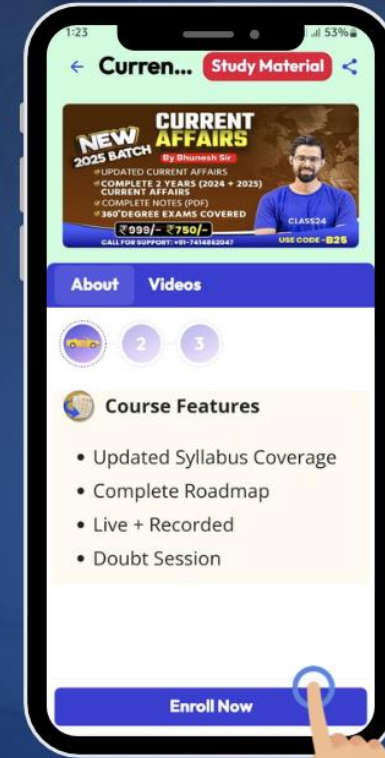 1:23
53%
Curren... Study Material
NEW
2025 BATCH
CURRENT
AFFAIRS
By Bhunesh Sir
UPDATED CURRENT AFFAIRS
COMPLETE 2 YEARS (2024 + 2025)
CURRENT AFFAIRS
COMPLETE NOTES (PDF)
360°DEGREE EXAMS COVERED
₹999/- ₹750/-
CALL FOR SUPPORT: +91-7414862047
CLASS24
USE CODE - B25
About Videos
2 3
Course Features
• Updated Syllabus Coverage
• Complete Roadmap
• Live + Recorded
• Doubt Session
Enroll Now